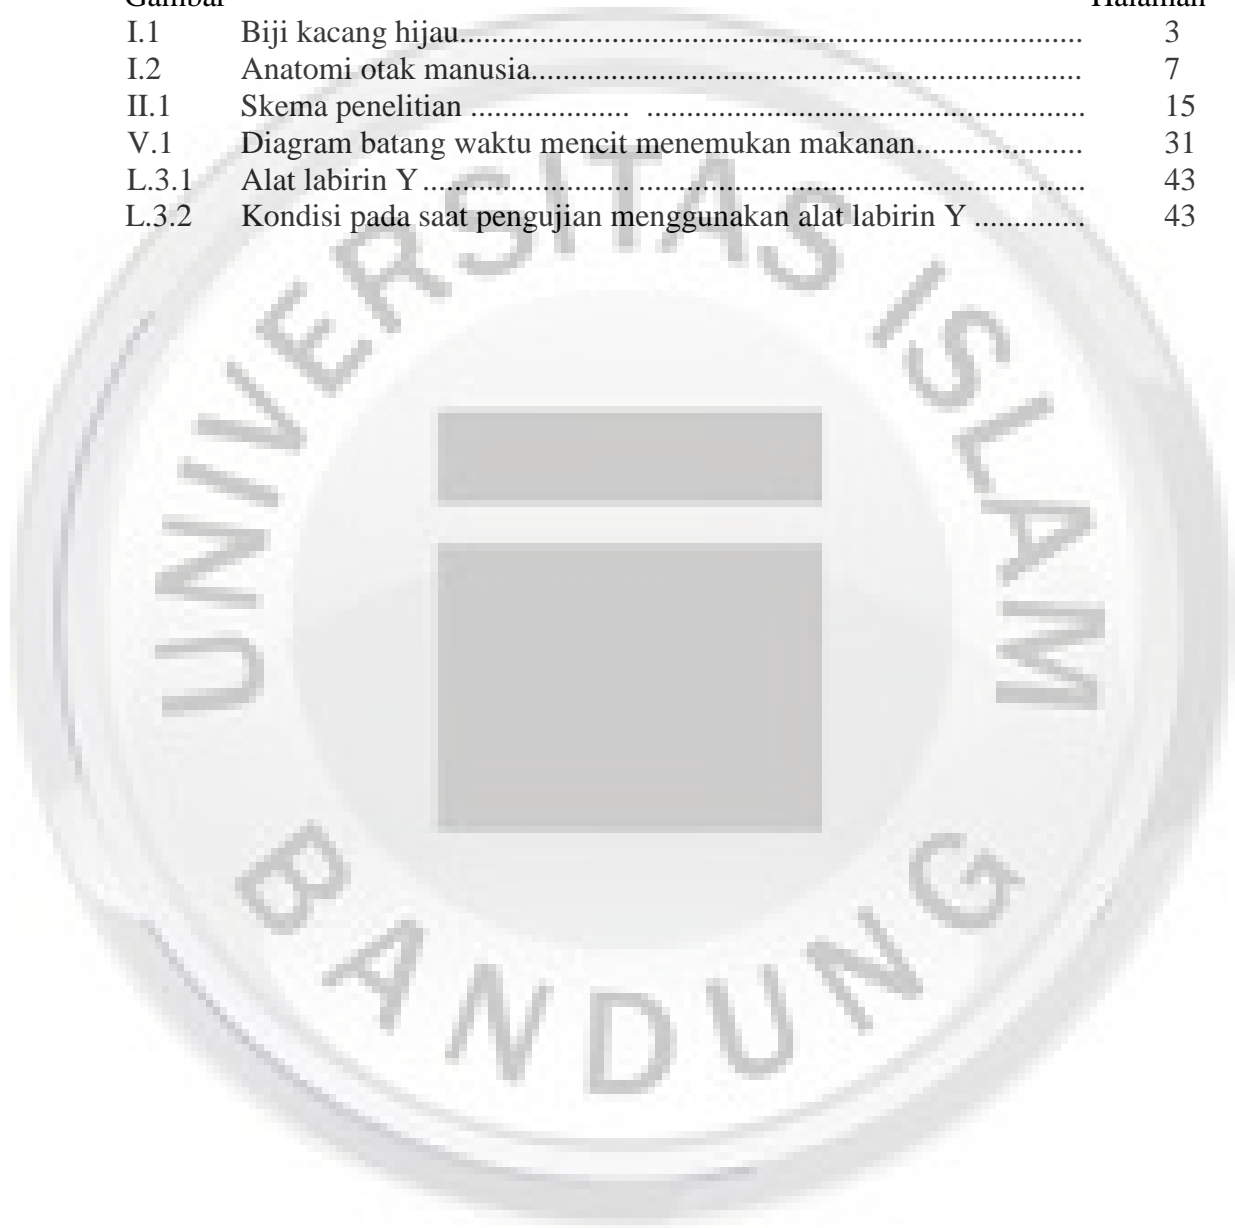 Gambar Halaman
I.1 Biji kacang hijau........................................................................... 3
I.2 Anatomi otak manusia.................................................................. 7
II.1 Skema penelitian ................... ..................................................... 15
V.1 Diagram batang waktu mencit menemukan makanan.................... 31
L.3.1 Alat labirin Y......................... ...................................................... 43
L.3.2 Kondisi pada saat pengujian menggunakan alat labirin Y ............. 43
UNIVERSITAS ISLAM
BANDUNG